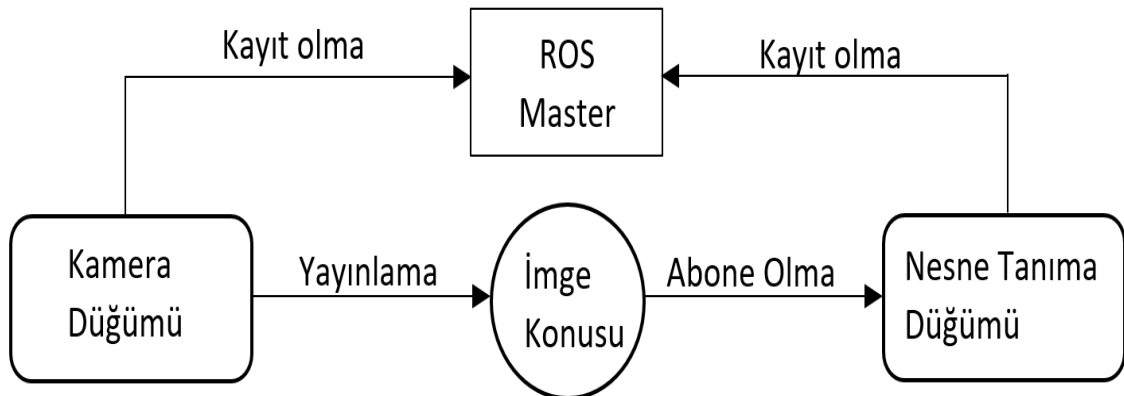 Kayıt olma
ROS
Master
Kayıt olma
Kamera
Düğümü
Yayınlama
İmge
Konusu
Abone Olma
Nesne Tanıma
Düğümü